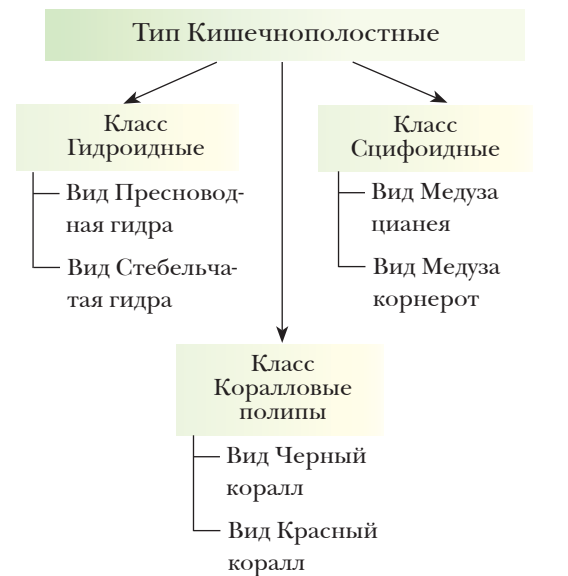 Тип Кишечнополостные
Класс
Гидроидные
Вид Пресновод-
ная гидра
Вид Стебельча-
тая гидра
Класс
Сцифоидные
Вид Медуза
цианея
Вид Медуза
корнерот
Класс
Коралловые
полипы
Вид Черный
коралл
Вид Красный
коралл